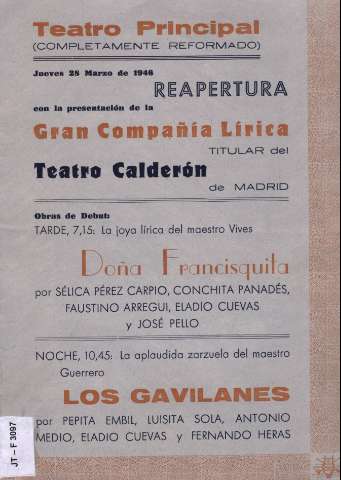 Teatro Principal
(COMPLETAMENTE REFORMADO)
Jueves 28 Marzo de 1946
REAPERTURA
con la presentación de la
Gran Compañía Lírica
TITULAR del
Teatro Calderón
de MADRID
Obras de Debut:
TARDE, 7,15: La joya lírica del maestro Vives
Doña Francisquita
por SÉLICA PÉREZ CARPIO, CONCHITA PANADÉS,
FAUSTINO ARREGUI, ELADIO CUEVAS
y JOSÉ PELLO
NOCHE, 10,45: La aplaudida zarzuela del maestro
Guerrero
LOS GAVILANES
por PEPITA EMBIL, LUISITA SOLA, ANTONIO
MEDIO, ELADIO CUEVAS y FERNANDO HERAS
JT – F 3097